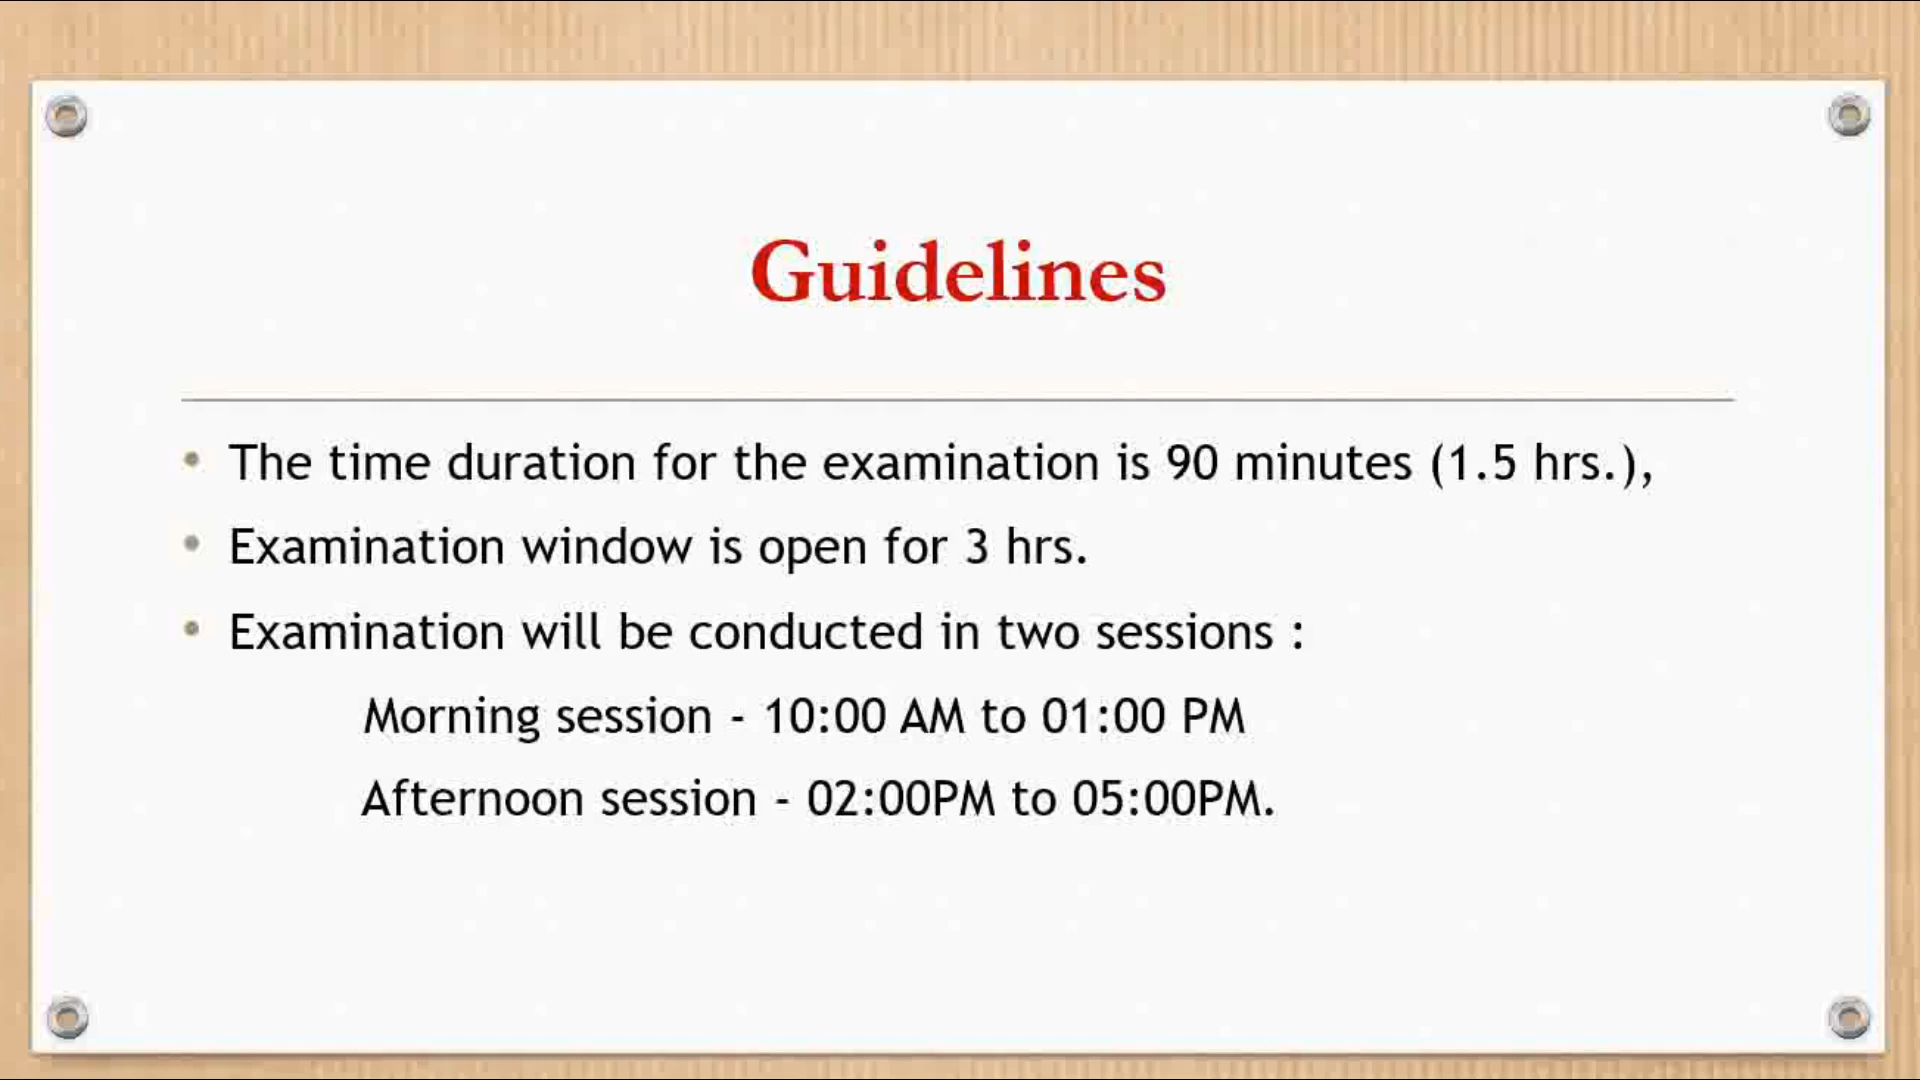 Guidelines
• The time duration for the examination is 90 minutes (1.5 hrs.),
• Examination window is open for 3 hrs.
• Examination will be conducted in two sessions :
Morning session - 10:00 AM to 01:00 PM
Afternoon session - 02:00PM to 05:00PM.